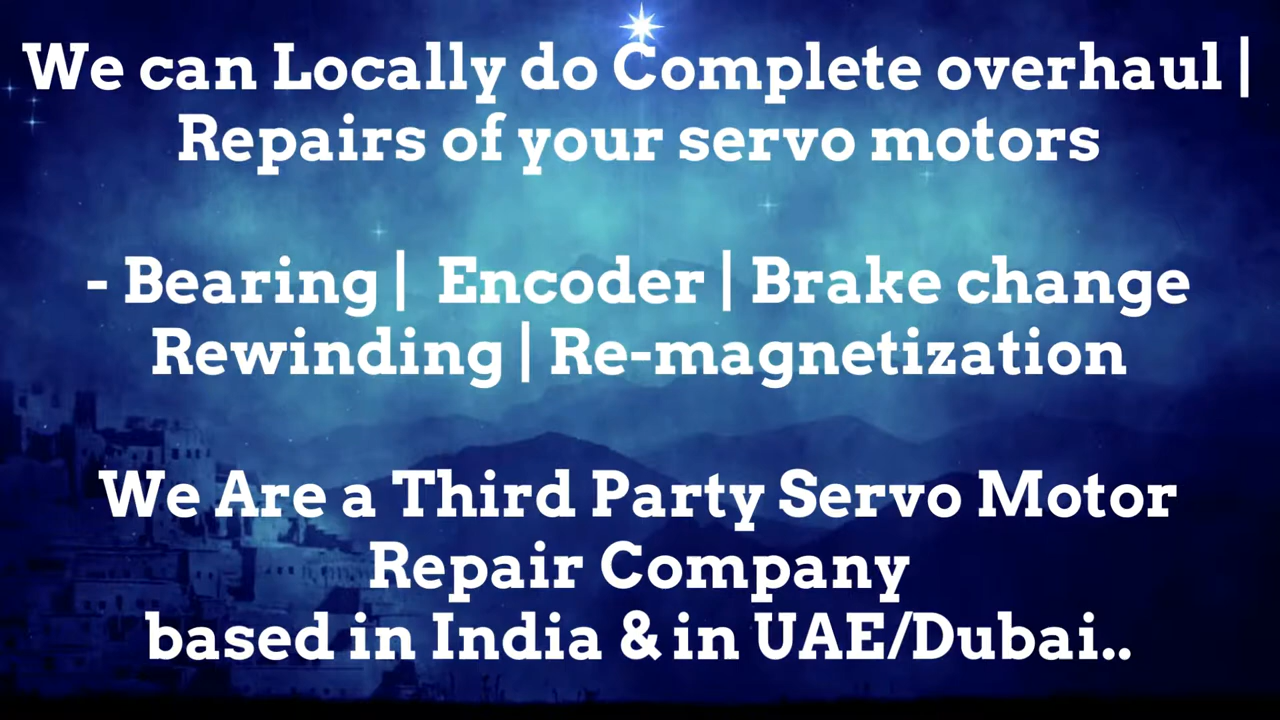 We can Locally do Complete overhaul |
Repairs of your servo motors
- Bearing | Encoder | Brake change
Rewinding | Re-magnetization
We Are a Third Party Servo Motor
Repair Company
based in India & in UAE/Dubai..